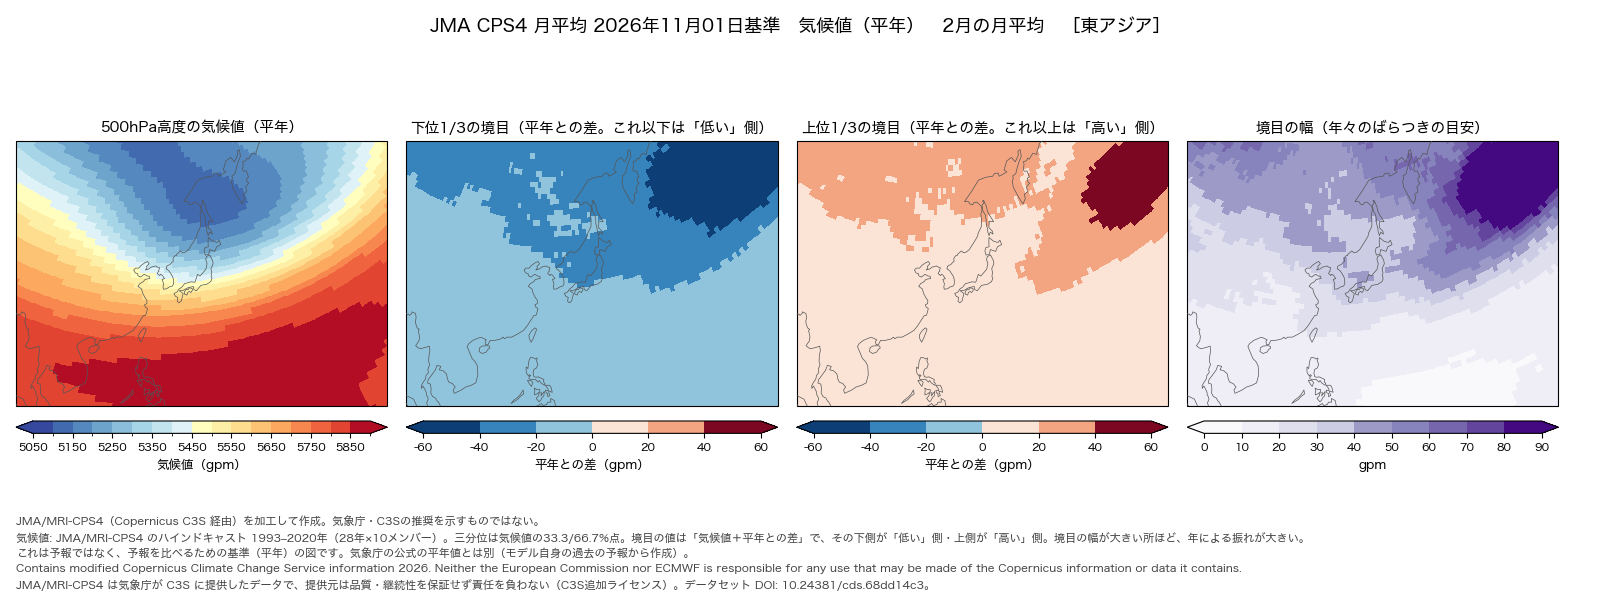 JMA CPS4 月平均 2026年11月01日基準　気候値（平年）　2月の月平均　［東アジア］
500hPa高度の気候値（平年）
下位1/3の境目（平年との差。これ以下は「低い」側）
上位1/3の境目（平年との差。これ以上は「高い」側）
境目の幅（年々のばらつきの目安）
5050 5150 5250 5350 5450 5550 5650 5750 5850
気候値（gpm）
-60 -40 -20 0 20 40 60
平年との差（gpm）
-60 -40 -20 0 20 40 60
平年との差（gpm）
0 10 20 30 40 50 60 70 80 90
gpm
JMA/MRI-CPS4（Copernicus C3S 経由）を加工して作成。気象庁・C3Sの推奨を示すものではない。
気候値: JMA/MRI-CPS4 のハインドキャスト 1993–2020年（28年×10メンバー）。三分位は気候値の33.3/66.7%点。境目の値は「気候値＋平年との差」で、その下側が「低い」側・上側が「高い」側。境目の幅が大きい所ほど、年による振れが大きい。
これは予報ではなく、予報を比べるための基準（平年）の図です。気象庁の公式の平年値とは別（モデル自身の過去の予報から作成）。
Contains modified Copernicus Climate Change Service information 2026. Neither the European Commission nor ECMWF is responsible for any use that may be made of the Copernicus information or data it contains.
JMA/MRI-CPS4 は気象庁が C3S に提供したデータで、提供元は品質・継続性を保証せず責任を負わない（C3S追加ライセンス）。データセット DOI: 10.24381/cds.68dd14c3。